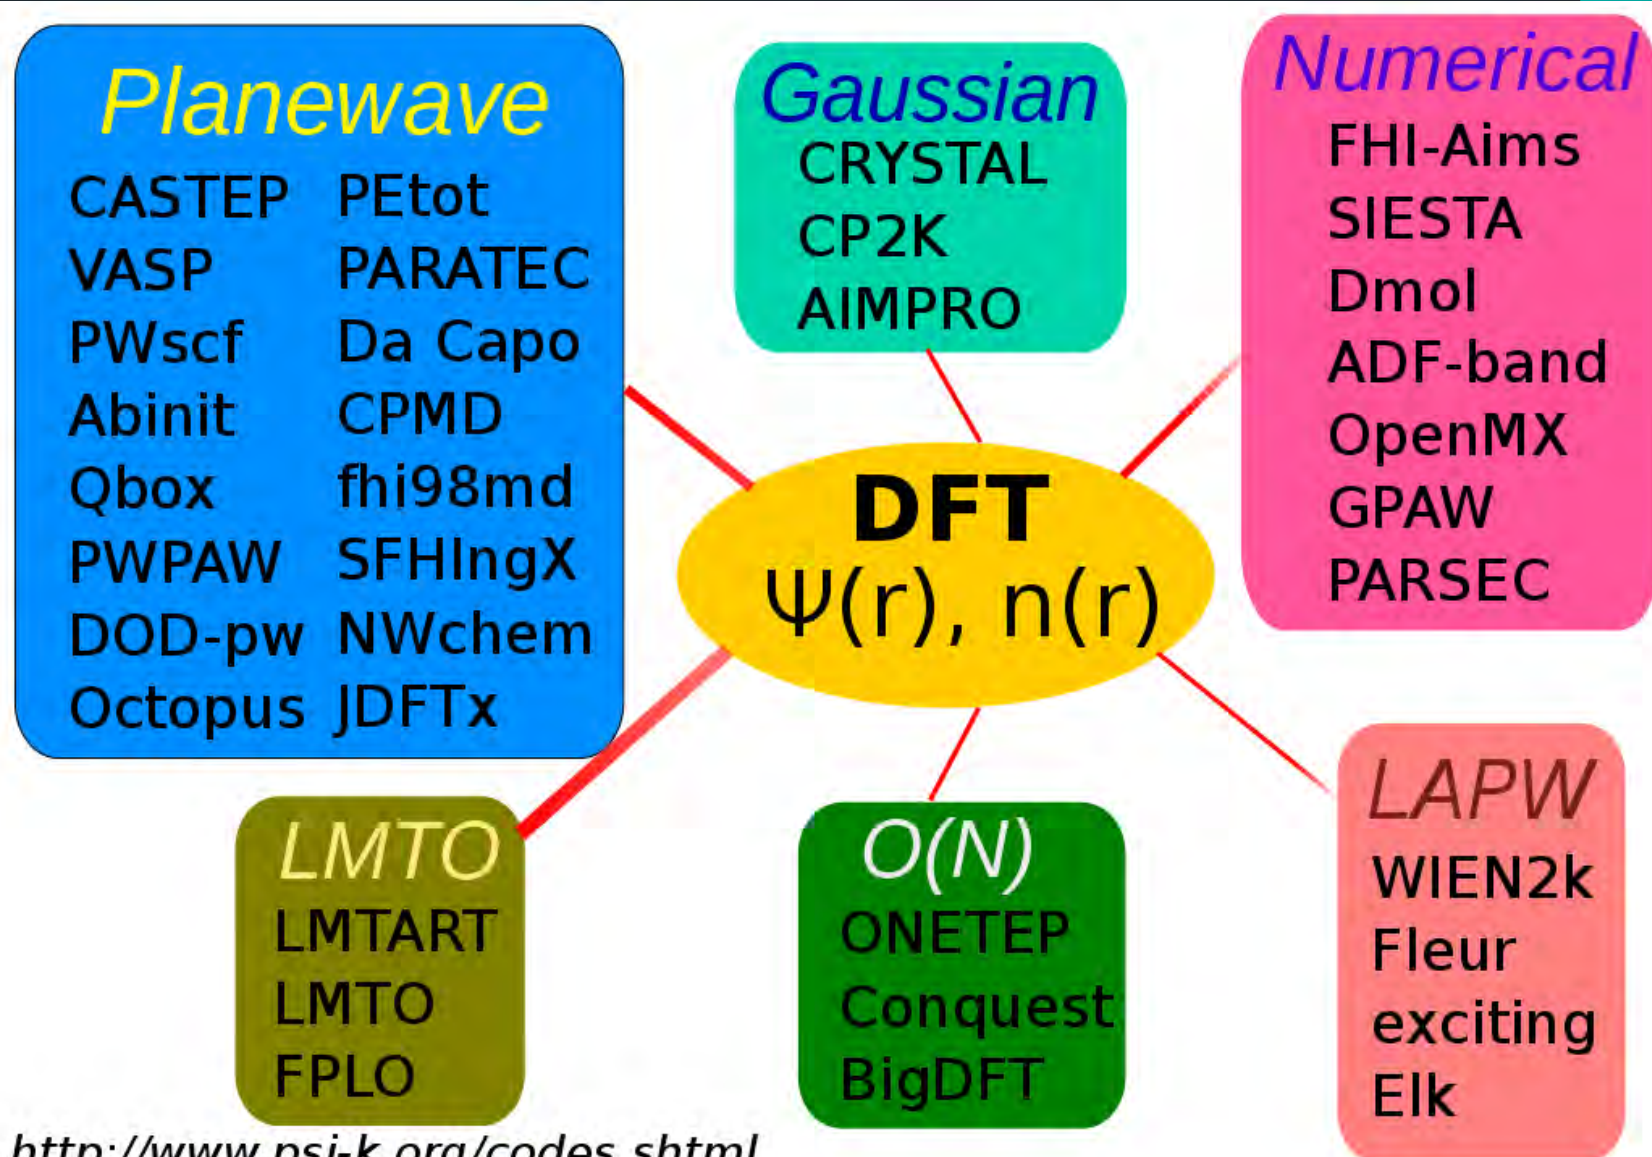 Planewave
CASTEP PEtot
VASP PARATEC
PWscf Da Capo
Abinit CPMD
Qbox fhi98md
PWPAW SFHIngX
DOD-pw NWchem
Octopus JDFTx
Gaussian
CRYSTAL
CP2K
AIMPRO
Numerical
FHI-Aims
SIESTA
Dmol
ADF-band
OpenMX
GPAW
PARSEC
DFT
Ψ(r), n(r)
LMTO
LMTART
LMTO
FPLO
O(N)
ONETEP
Conquest
BigDFT
LAPW
WIEN2k
Fleur
exciting
Elk
http://www.psi-k.org/codes.shtml